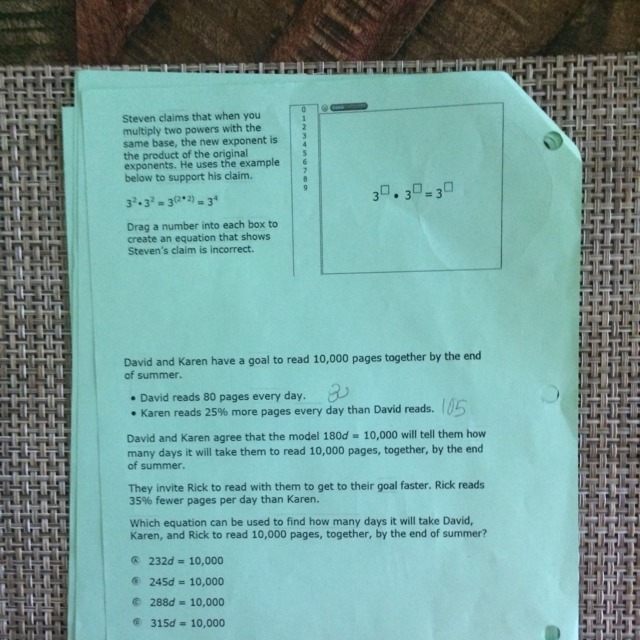 Steven claims that when you
multiply two powers with the
same base, the new exponent is
the product of the original
exponents. He uses the example
below to support his claim.
3²•3² = 3⁽²•²⁾ = 3⁴
Drag a number into each box to
create an equation that shows
Steven's claim is incorrect.
0
1
2
3
4
5
6
7
8
9
3□ • 3□ = 3□
David and Karen have a goal to read 10,000 pages together by the end
of summer.
• David reads 80 pages every day.
• Karen reads 25% more pages every day than David reads. 105
David and Karen agree that the model 180d = 10,000 will tell them how
many days it will take them to read 10,000 pages, together, by the end
of summer.
They invite Rick to read with them to get to their goal faster. Rick reads
35% fewer pages per day than Karen.
Which equation can be used to find how many days it will take David,
Karen, and Rick to read 10,000 pages, together, by the end of summer?
A 232d = 10,000
B 245d = 10,000
C 288d = 10,000
D 315d = 10,000